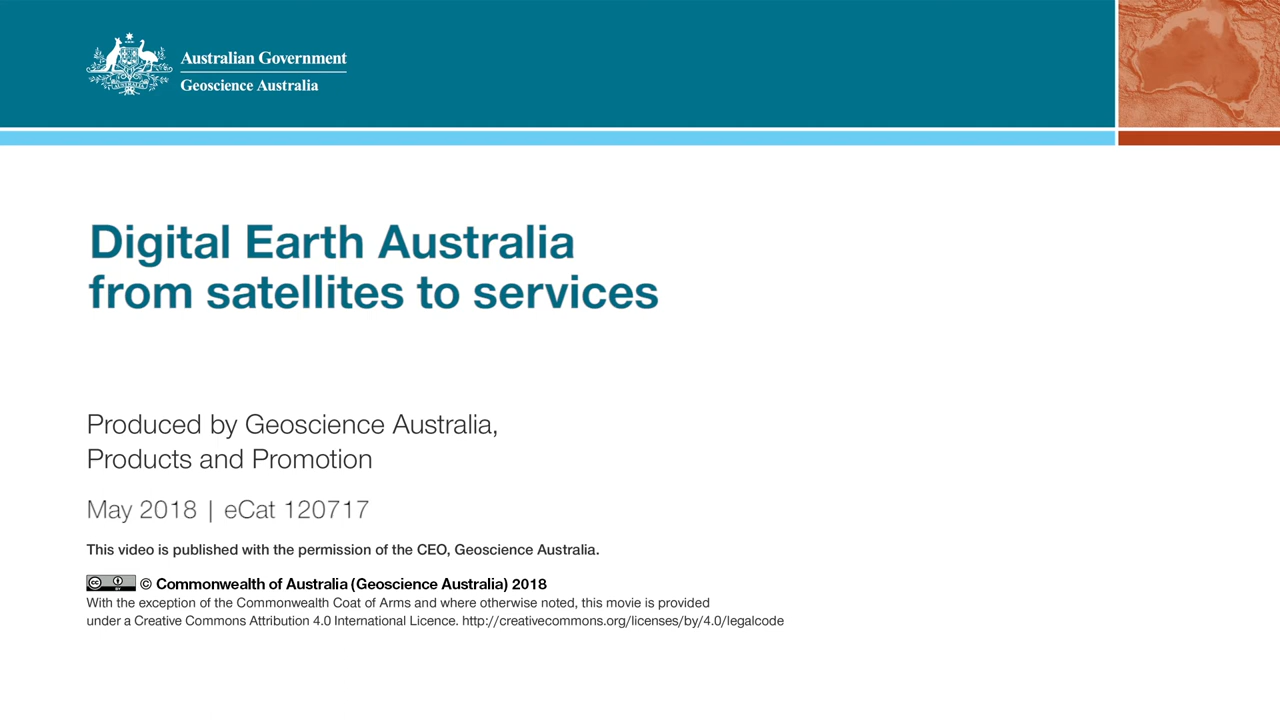 Australian Government
Geoscience Australia
Digital Earth Australia
from satellites to services
Produced by Geoscience Australia,
Products and Promotion
May 2018 | eCat 120717
This video is published with the permission of the CEO, Geoscience Australia.
cc BY © Commonwealth of Australia (Geoscience Australia) 2018
With the exception of the Commonwealth Coat of Arms and where otherwise noted, this movie is provided
under a Creative Commons Attribution 4.0 International Licence. http://creativecommons.org/licenses/by/4.0/legalcode